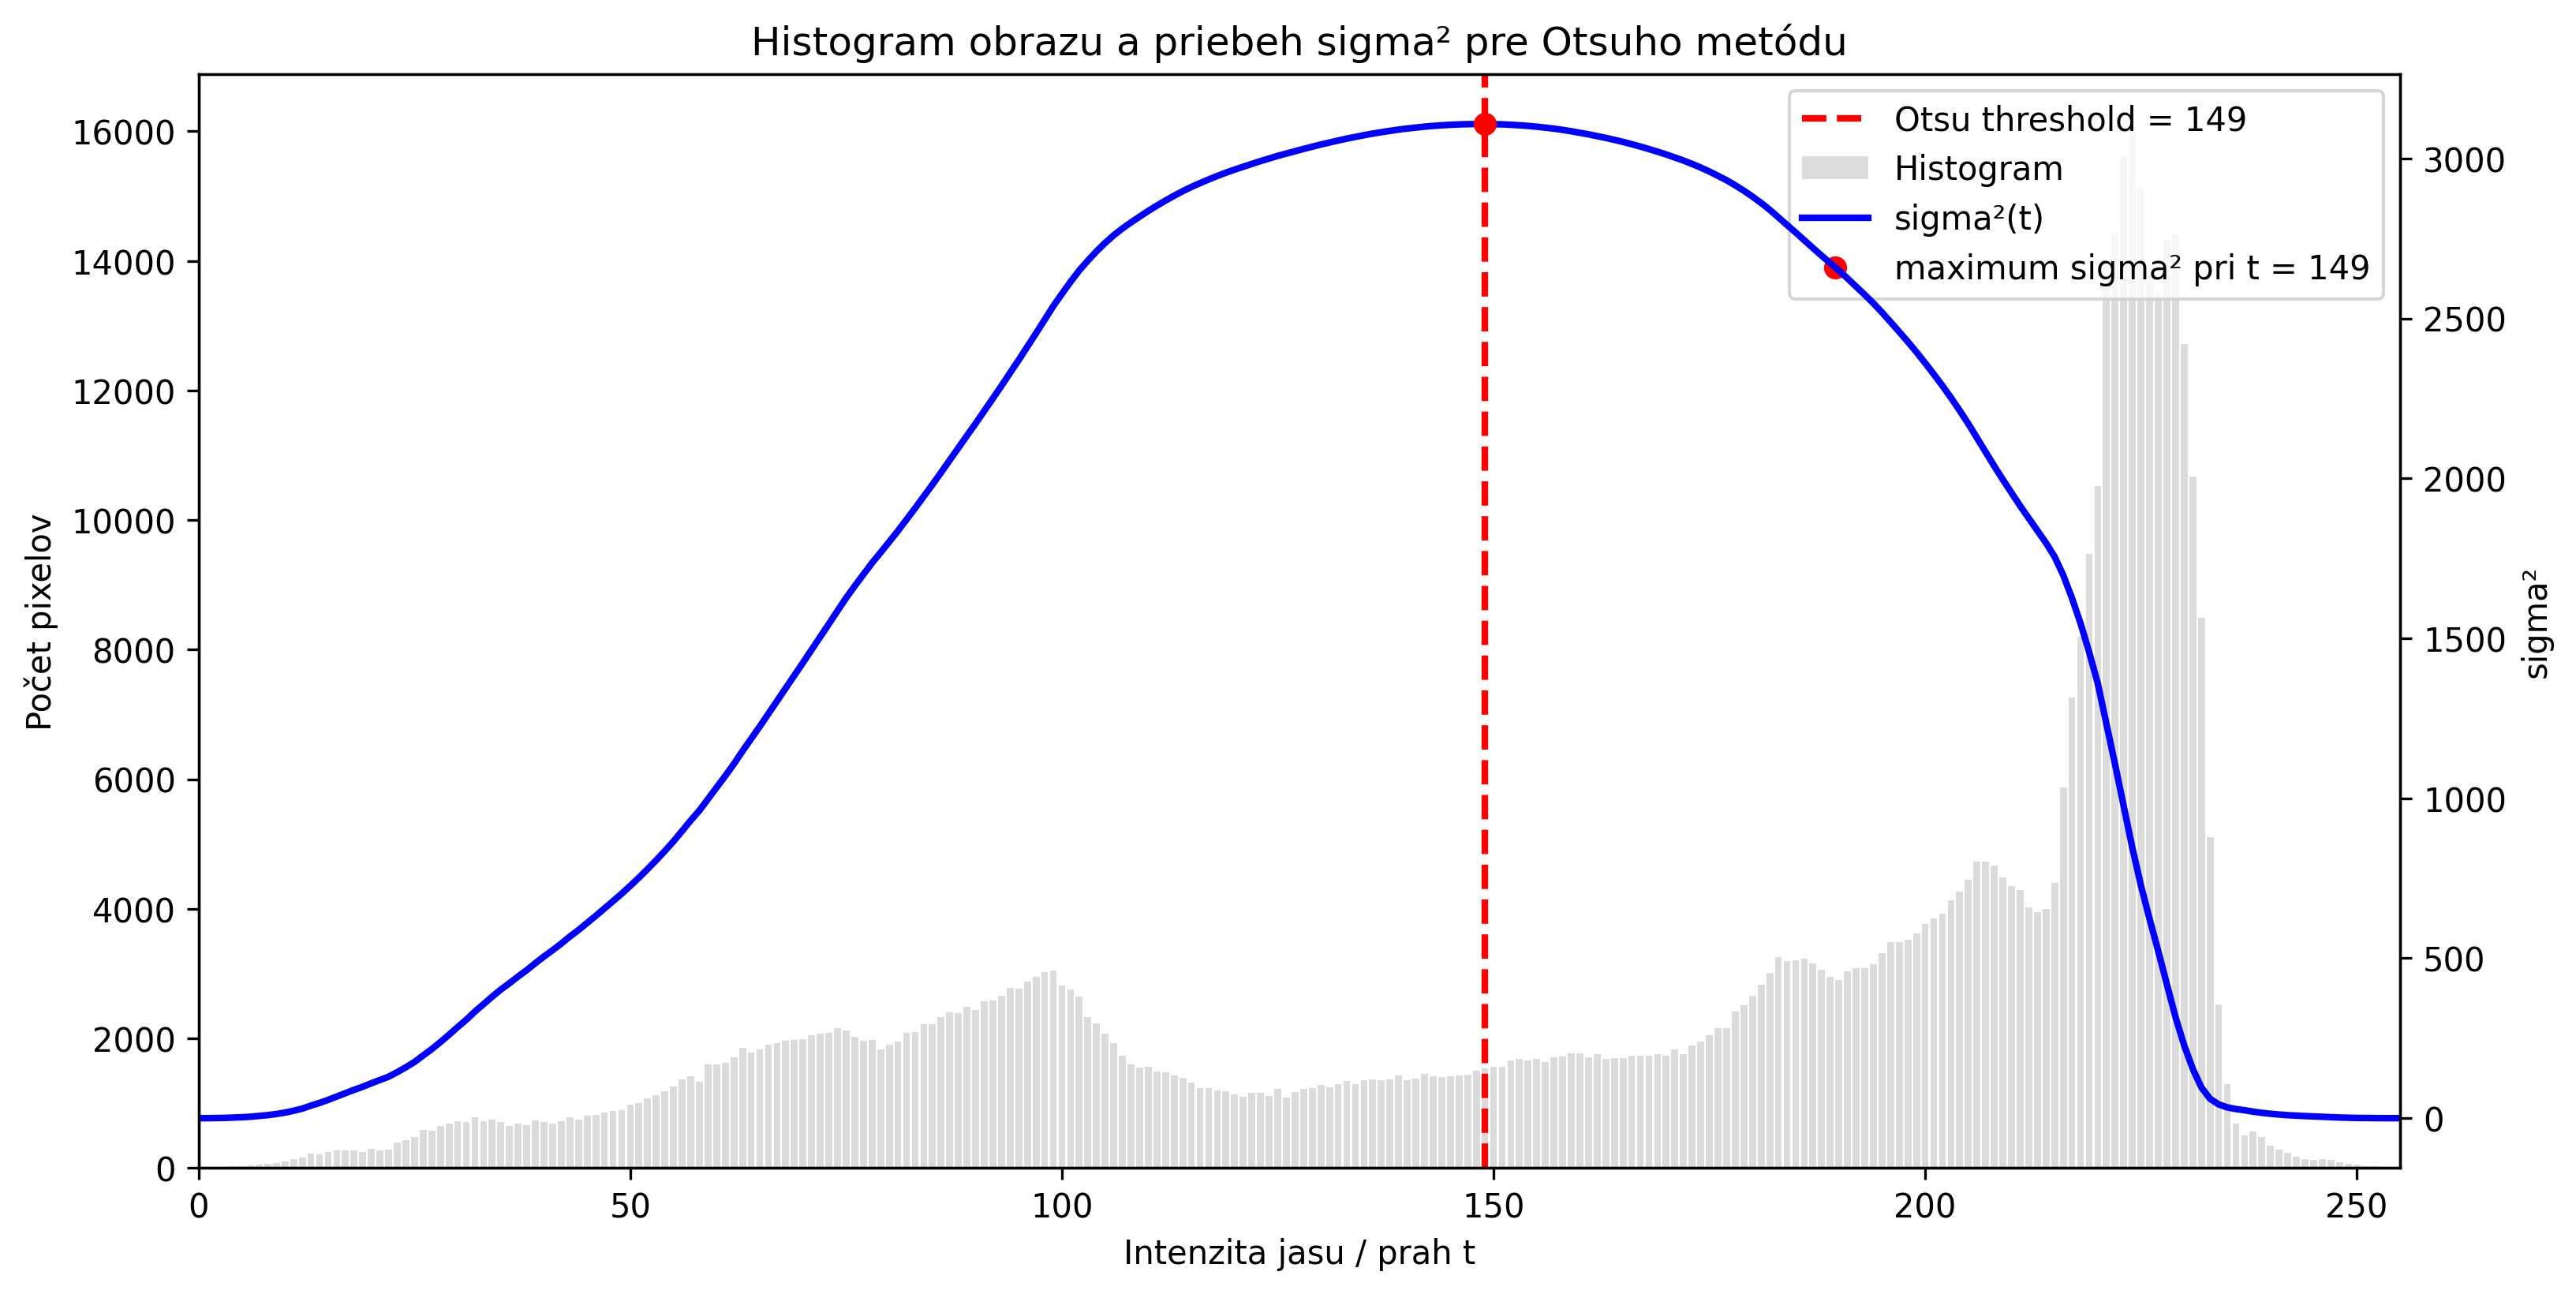 Histogram obrazu a priebeh sigma² pre Otsuho metódu
Otsu threshold = 149
Histogram
sigma²(t)
maximum sigma² pri t = 149
Počet pixelov
16000
14000
12000
10000
8000
6000
4000
2000
0
3000
2500
2000
1500
1000
500
0
sigma²
0 50 100 150 200 250
Intenzita jasu / prah t